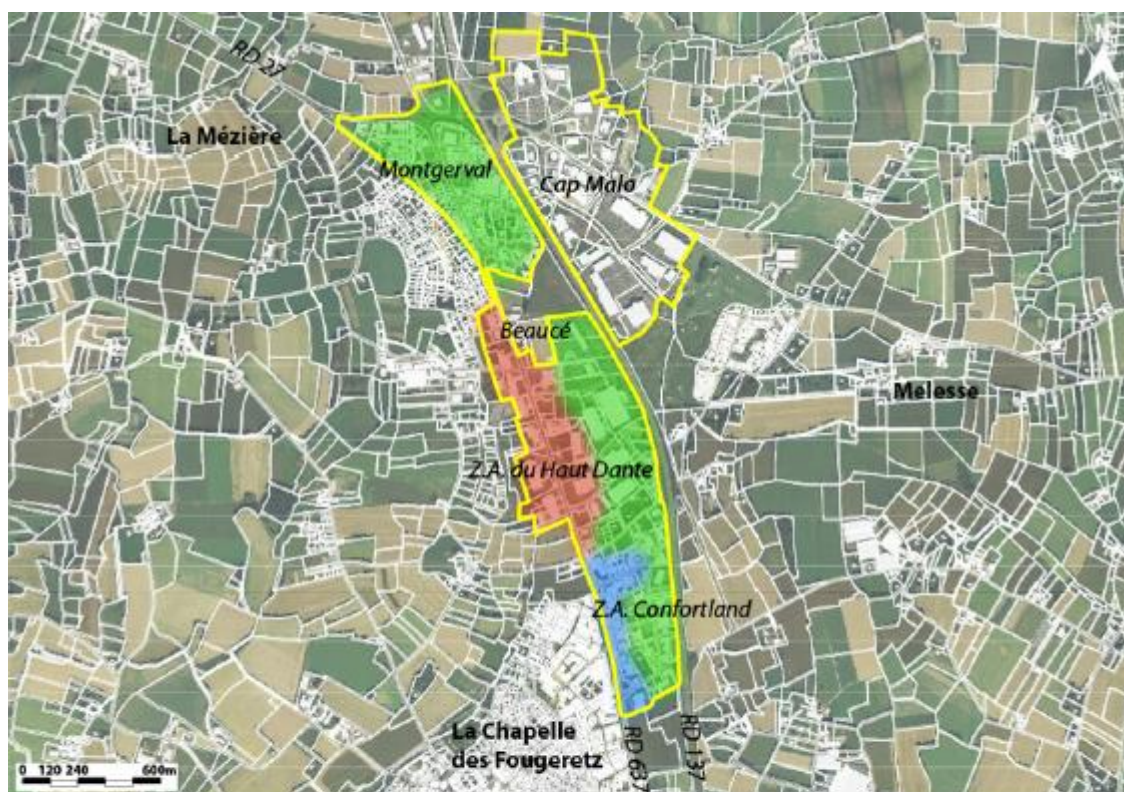 RD 27
La Mézière
Montgerval
Cap Malo
Beaucé
Melesse
Z.A. du Haut Dante
Z.A. Confortland
La Chapelle
des Fougeretz
RD 637
RD 137
0 120 240 600m